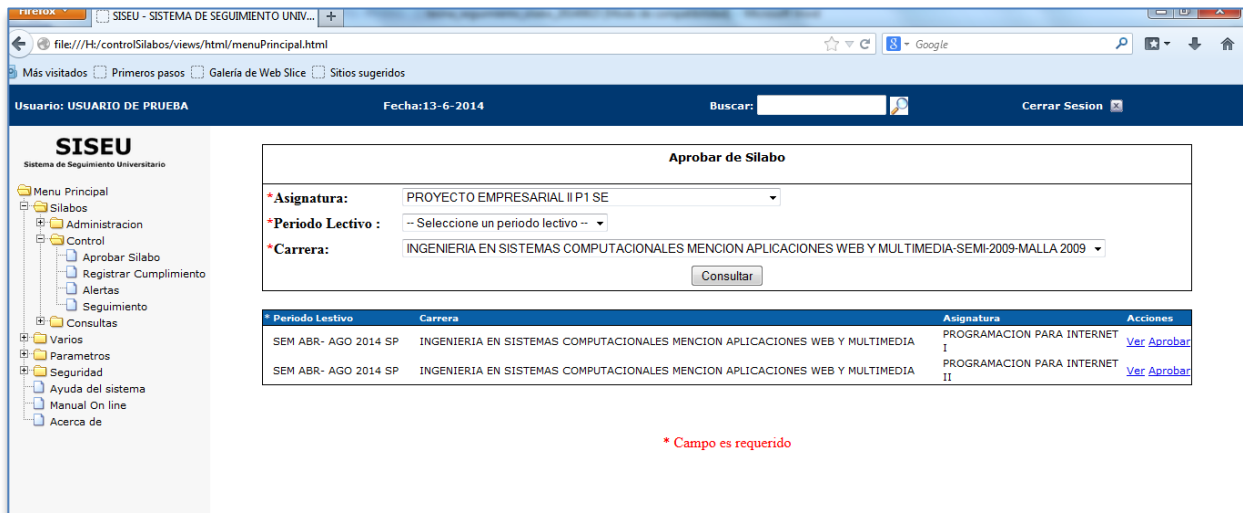 Firefox
SISEU - SISTEMA DE SEGUIMIENTO UNIV... +
file:///H:/controlSilabos/views/html/menuPrincipal.html
8 Google
Más visitados Primeros pasos Galería de Web Slice Sitios sugeridos
Usuario: USUARIO DE PRUEBA Fecha:13-6-2014 Buscar: Cerrar Sesion
SISEU
Sistema de Seguimiento Universitario
Menu Principal
Silabos
Administracion
Control
Aprobar Silabo
Registrar Cumplimiento
Alertas
Seguimiento
Consultas
Varios
Parametros
Seguridad
Ayuda del sistema
Manual On line
Acerca de
Aprobar de Silabo
*Asignatura: PROYECTO EMPRESARIAL II P1 SE
*Periodo Lectivo : -- Seleccione un periodo lectivo --
*Carrera: INGENIERIA EN SISTEMAS COMPUTACIONALES MENCION APLICACIONES WEB Y MULTIMEDIA-SEMI-2009-MALLA 2009
Consultar
* Periodo Lestivo Carrera Asignatura Acciones
SEM ABR- AGO 2014 SP INGENIERIA EN SISTEMAS COMPUTACIONALES MENCION APLICACIONES WEB Y MULTIMEDIA PROGRAMACION PARA INTERNET I Ver Aprobar
SEM ABR- AGO 2014 SP INGENIERIA EN SISTEMAS COMPUTACIONALES MENCION APLICACIONES WEB Y MULTIMEDIA PROGRAMACION PARA INTERNET II Ver Aprobar
* Campo es requerido